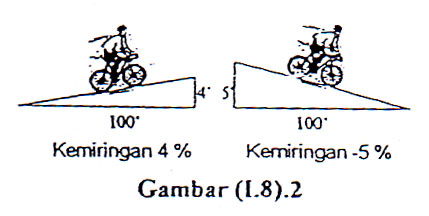 4' 5'
100' 100'
Kemiringan 4 % Kemiringan -5 %
Gambar (I.8).2